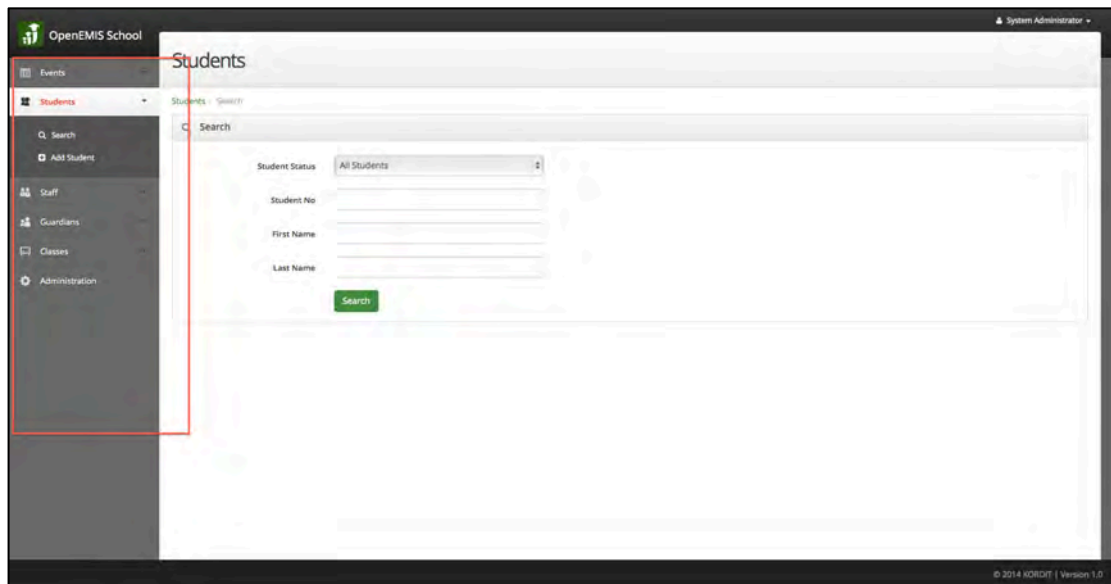 System Administrator
OpenEMIS School
Students
Events
Students
Search
Add Student
Staff
Guardians
Classes
Administration
Students / Search
Search
Student Status
All Students
Student No
First Name
Last Name
Search
© 2014 KORDIT | Version 1.0